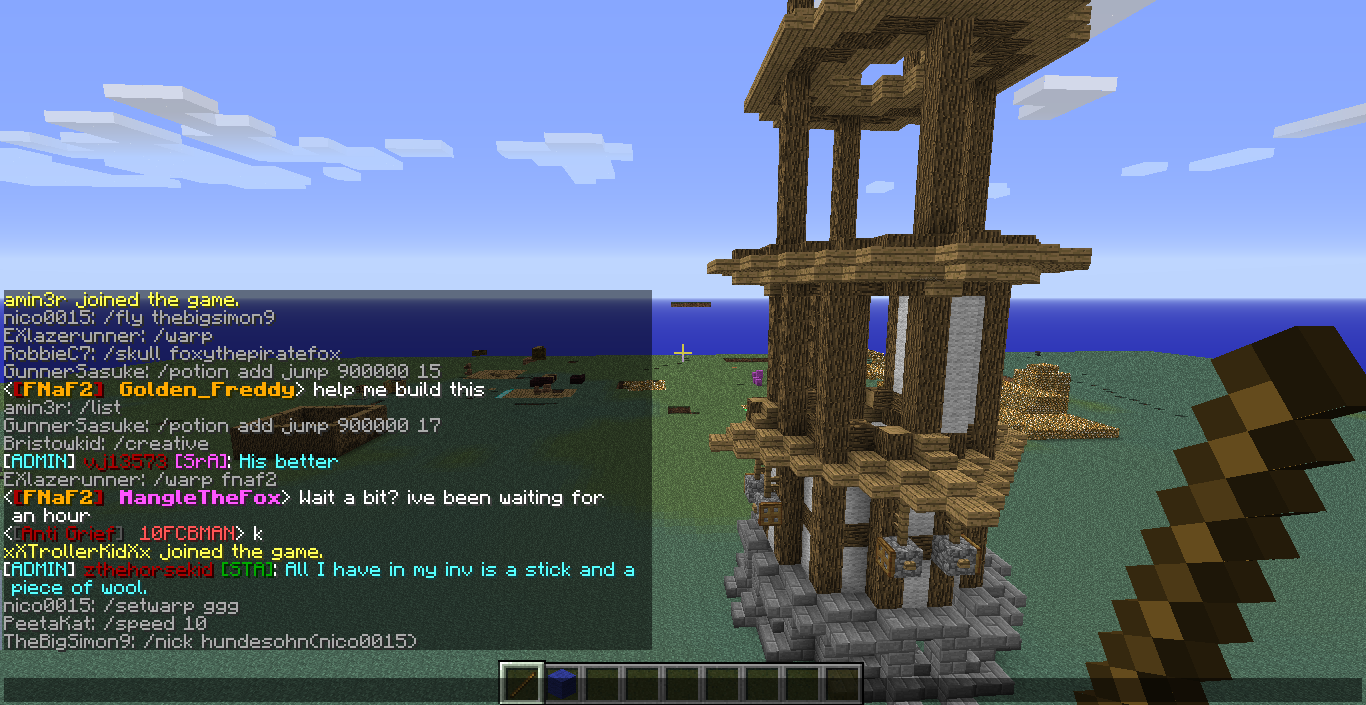 amin3r joined the game.
nico0015: /fly thebigsimon9
EXlazerunner: /warp
RobbieC7: /skull foxythepiratefox
GunnerSasuke: /potion add jump 900000 15
<[FNaF2] Golden_Freddy> help me build this
amin3r: /list
GunnerSasuke: /potion add jump 900000 17
Bristowkid: /creative
[ADMIN] vj13573 [SrA]: His better
EXlazerunner: /warp fnaf2
<[FNaF2] MangleTheFox> Wait a bit? ive been waiting for
an hour
<[Anti Grief] 10FCBMAN> k
xXTrollerKidXx joined the game.
[ADMIN] zthehorsekid [STA]: All I have in my inv is a stick and a
piece of wool.
nico0015: /setwarp ggg
PeetaKat: /speed 10
TheBigSimon9: /nick hundesohn(nico0015)